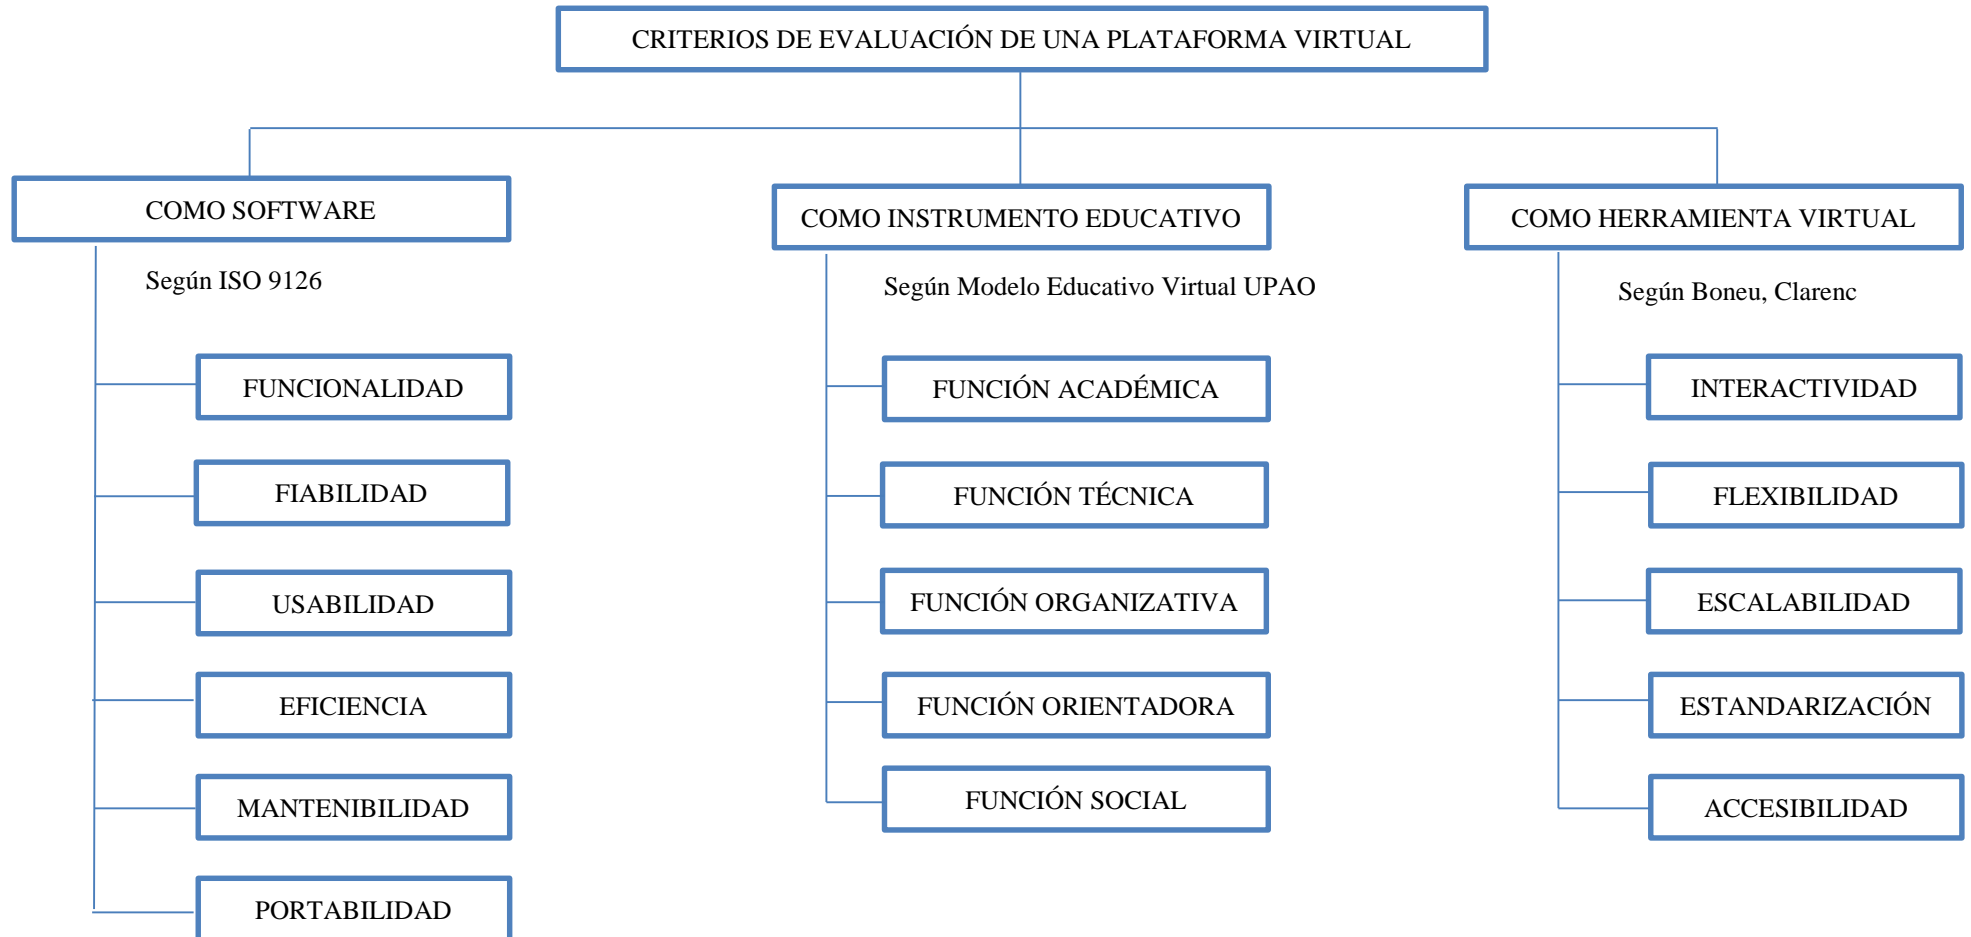 CRITERIOS DE EVALUACIÓN DE UNA PLATAFORMA VIRTUAL
COMO SOFTWARE
Según ISO 9126
FUNCIONALIDAD
FIABILIDAD
USABILIDAD
EFICIENCIA
MANTENIBILIDAD
PORTABILIDAD
COMO INSTRUMENTO EDUCATIVO
Según Modelo Educativo Virtual UPAO
FUNCIÓN ACADÉMICA
FUNCIÓN TÉCNICA
FUNCIÓN ORGANIZATIVA
FUNCIÓN ORIENTADORA
FUNCIÓN SOCIAL
COMO HERRAMIENTA VIRTUAL
Según Boneu, Clarenc
INTERACTIVIDAD
FLEXIBILIDAD
ESCALABILIDAD
ESTANDARIZACIÓN
ACCESIBILIDAD